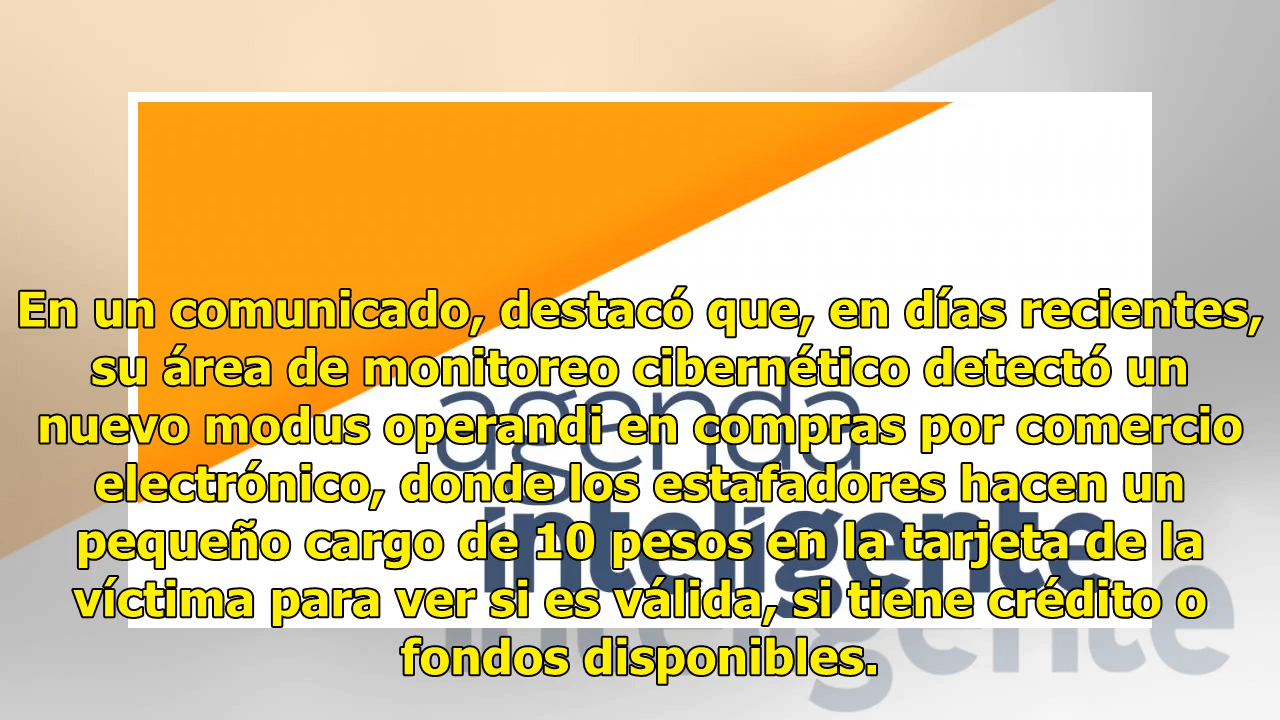 En un comunicado, destacó que, en días recientes,
su área de monitoreo cibernético detectó un
nuevo modus operandi en compras por comercio
electrónico, donde los estafadores hacen un
pequeño cargo de 10 pesos en la tarjeta de la
víctima para ver si es válida, si tiene crédito o
fondos disponibles.
agenda
inteligente
inteligente